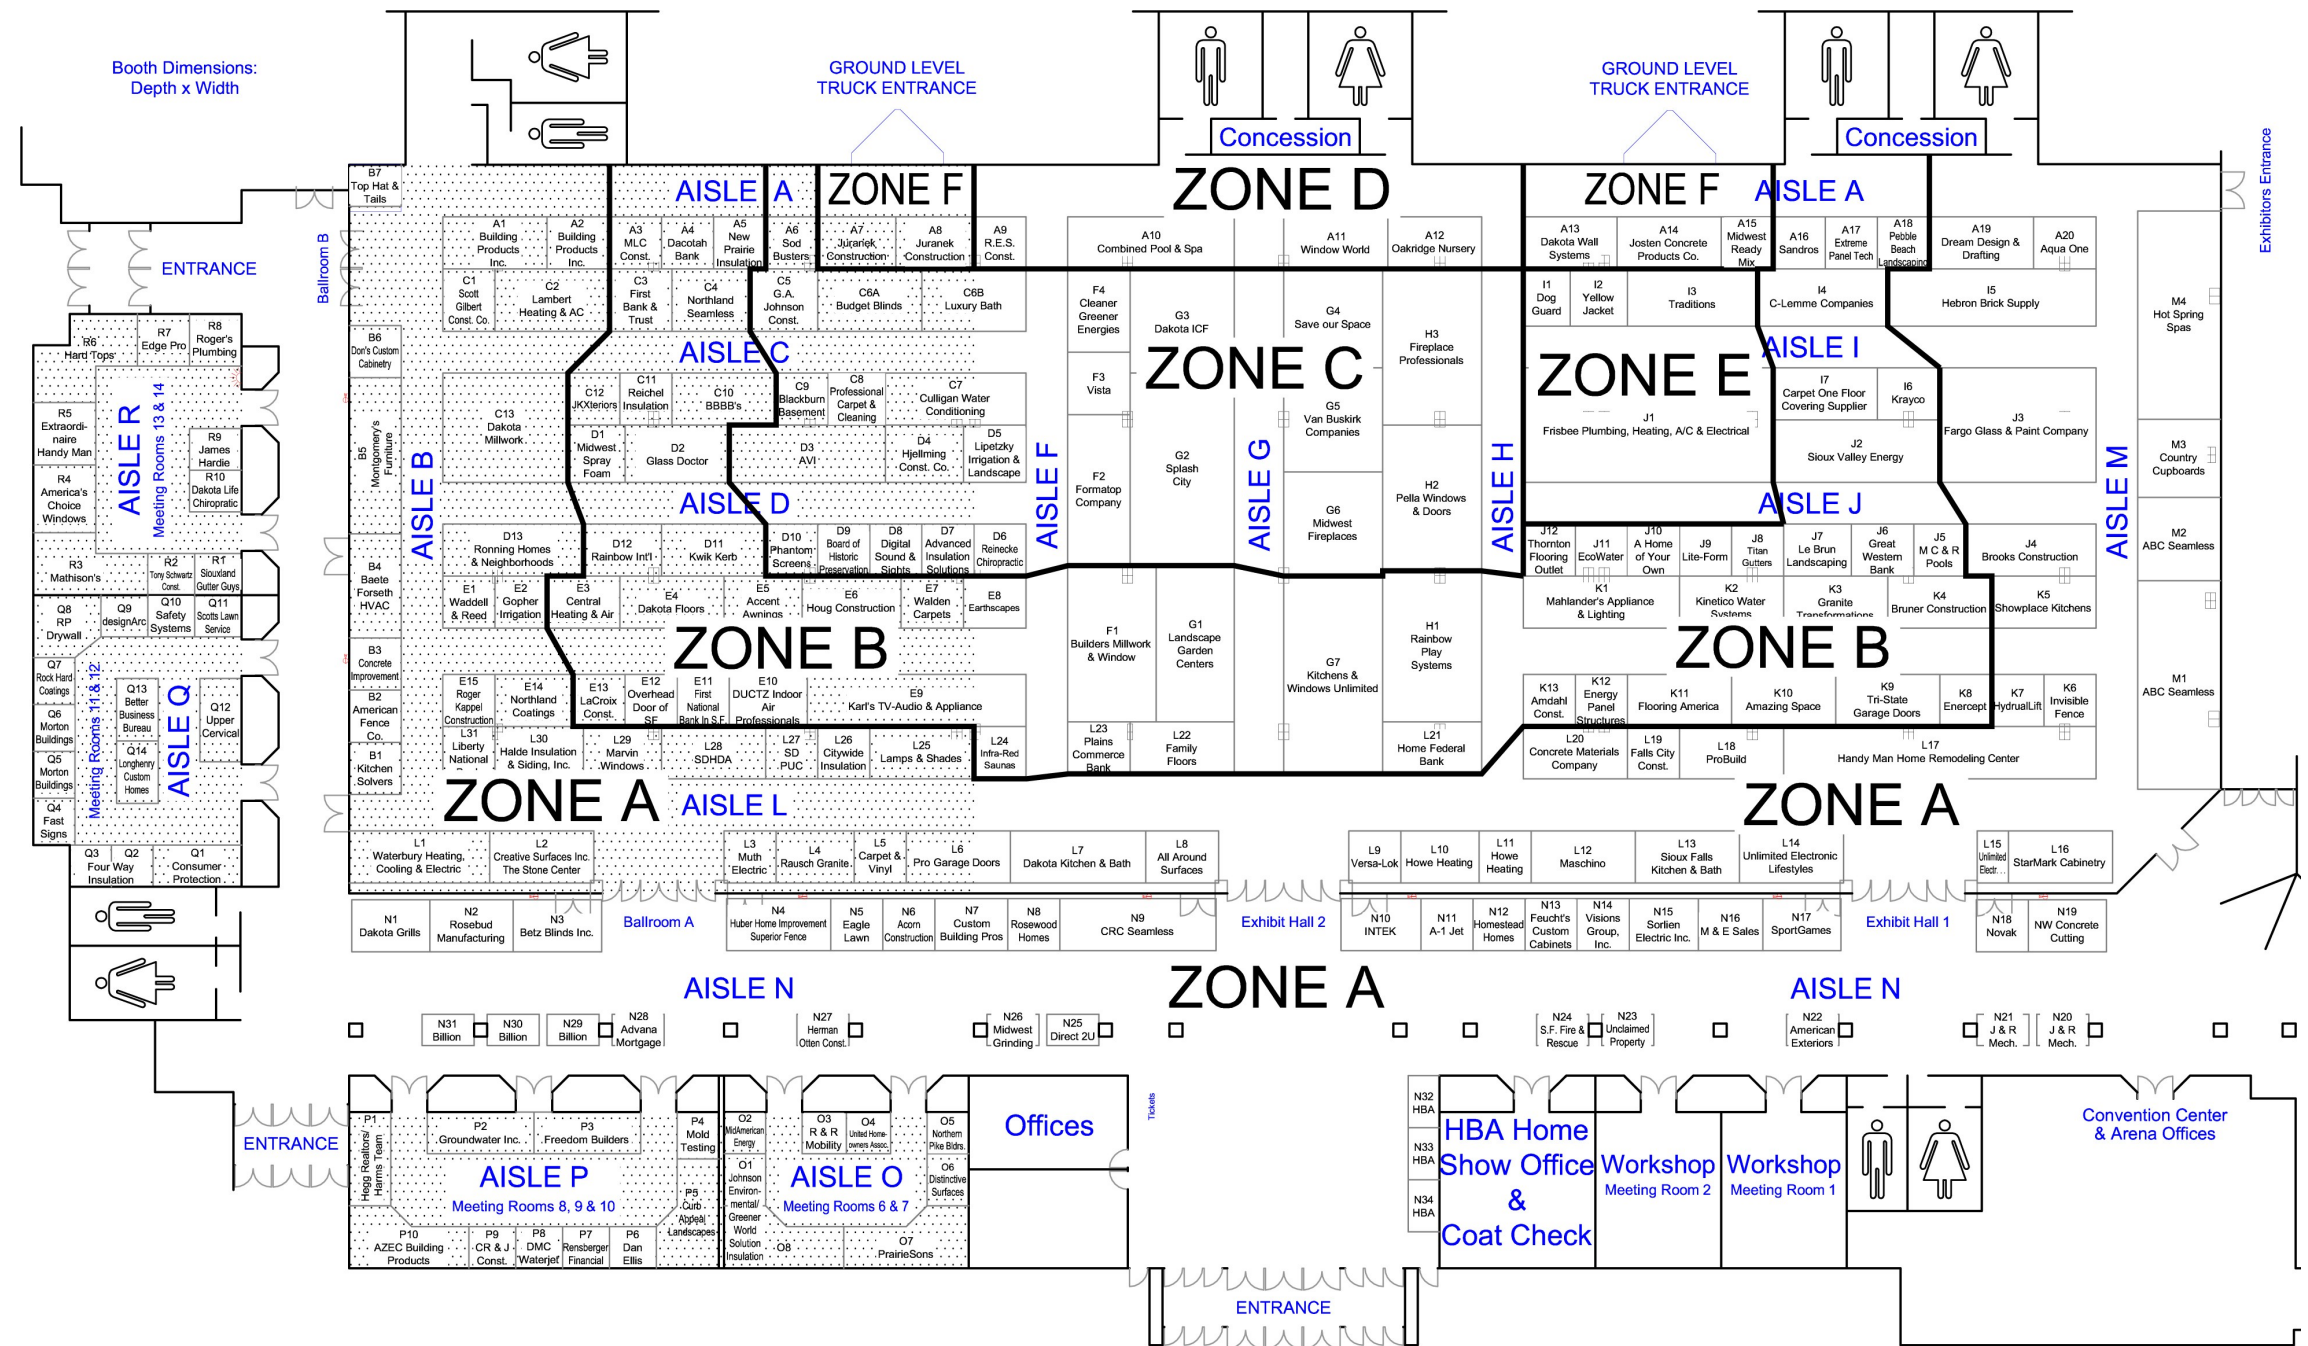 Booth Dimensions:
Depth x Width
GROUND LEVEL
TRUCK ENTRANCE
GROUND LEVEL
TRUCK ENTRANCE
Concession
Concession
Exhibitors Entrance
B7
Top Hat &
Tails
AISLE A
ZONE F
ZONE D
ZONE F
AISLE A
ENTRANCE
Ballroom B
A1
Building
Products
Inc.
A2
Building
Products
Inc.
A3
MLC
Const.
A4
Dacotah
Bank
A5
New
Prairie
Insulation
A6
Sod
Busters
A7
Juranek
Construction
A8
Juranek
Construction
A9
R.E.S.
Const.
A10
Combined Pool & Spa
A11
Window World
A12
Oakridge Nursery
A13
Dakota Wall
Systems
A14
Josten Concrete
Products Co.
A15
Midwest
Ready
Mix
A16
Sandros
A17
Extreme
Panel Tech
A18
Pebble
Beach
Landscaping
A19
Dream Design &
Drafting
A20
Aqua One
C1
Scott
Gilbert
Const. Co.
C2
Lambert
Heating & AC
C3
First
Bank &
Trust
C4
Northland
Seamless
C5
G.A.
Johnson
Const.
C6A
Budget Blinds
C6B
Luxury Bath
F4
Cleaner
Greener
Energies
G3
Dakota ICF
G4
Save our Space
H3
Fireplace
Professionals
I1
Dog
Guard
I2
Yellow
Jacket
I3
Traditions
I4
C-Lemme Companies
I5
Hebron Brick Supply
M4
Hot Spring
Spas
R6
Hard Tops
R7
Edge Pro
R8
Roger's
Plumbing
B6
Don's Custom
Cabinetry
AISLE C
ZONE C
ZONE E
AISLE I
AISLE R
Meeting Rooms 13 & 14
R5
Extraordi-
naire
Handy Man
R9
James
Hardie
R4
America's
Choice
Windows
R10
Dakota Life
Chiropratic
B5
Montgomery's
Furniture
AISLE B
C13
Dakota
Millwork
C12
JKXteriors
C11
Reichel
Insulation
C10
BBBB's
C9
Blackburn
Basement
C8
Professional
Carpet &
Cleaning
C7
Culligan Water
Conditioning
F3
Vista
G5
Van Buskirk
Companies
J1
Frisbee Plumbing, Heating, A/C & Electrical
I7
Carpet One Floor
Covering Supplier
I6
Krayco
J3
Fargo Glass & Paint Company
D1
Midwest
Spray
Foam
D2
Glass Doctor
D3
AVI
D4
Hjellming
Const. Co.
D5
Lipetzky
Irrigation &
Landscape
AISLE F
F2
Formatop
Company
G2
Splash
City
AISLE G
H2
Pella Windows
& Doors
AISLE H
J2
Sioux Valley Energy
AISLE M
M3
Country
Cupboards
AISLE D
G6
Midwest
Fireplaces
AISLE J
M2
ABC Seamless
R3
Mathison's
R2
Tony Schwartz
Const.
R1
Siouxland
Gutter Guys
B4
Baete
Forseth
HVAC
D13
Ronning Homes
& Neighborhoods
D12
Rainbow Int'l
D11
Kwik Kerb
D10
Phantom
Screens
D9
Board of
Historic
Preservation
D8
Digital
Sound &
Sights
D7
Advanced
Insulation
Solutions
D6
Reinecke
Chiropractic
J12
Thornton
Flooring
Outlet
J11
EcoWater
J10
A Home
of Your
Own
J9
Lite-Form
J8
Titan
Gutters
J7
Le Brun
Landscaping
J6
Great
Western
Bank
J5
M C & R
Pools
J4
Brooks Construction
Q8
RP
Drywall
Q9
designArc
Q10
Safety
Systems
Q11
Scotts Lawn
Service
E1
Waddell
& Reed
E2
Gopher
Irrigation
E3
Central
Heating & Air
E4
Dakota Floors
E5
Accent
Awnings
E6
Houg Construction
E7
Walden
Carpets
E8
Earthscapes
K1
Mahlander's Appliance
& Lighting
K2
Kinetico Water
Systems
K3
Granite
Transformations
K4
Bruner Construction
K5
Showplace Kitchens
ZONE B
F1
Builders Millwork
& Window
G1
Landscape
Garden
Centers
G7
Kitchens &
Windows Unlimited
H1
Rainbow
Play
Systems
ZONE B
M1
ABC Seamless
Q7
Rock Hard
Coatings
Meeting Rooms 11 & 12
AISLE Q
Q13
Better
Business
Bureau
Q12
Upper
Cervical
Q6
Morton
Buildings
Q14
Longhenry
Custom
Homes
Q5
Morton
Buildings
Q4
Fast
Signs
B3
Concrete
Improvement
B2
American
Fence
Co.
B1
Kitchen
Solvers
E15
Roger
Kappel
Construction
E14
Northland
Coatings
E13
LaCroix
Const.
E12
Overhead
Door of
SF
E11
First
National
Bank In S.F.
E10
DUCTZ Indoor
Air
Professionals
E9
Karl's TV-Audio & Appliance
K13
Amdahl
Const.
K12
Energy
Panel
Structures
K11
Flooring America
K10
Amazing Space
K9
Tri-State
Garage Doors
K8
Enercept
K7
HydrualLift
K6
Invisible
Fence
L31
Liberty
National
L30
Halde Insulation
& Siding, Inc.
L29
Marvin
Windows
L28
SDHDA
L27
SD
PUC
L26
Citywide
Insulation
L25
Lamps & Shades
L24
Infra-Red
Saunas
L23
Plains
Commerce
Bank
L22
Family
Floors
L21
Home Federal
Bank
L20
Concrete Materials
Company
L19
Falls City
Const.
L18
ProBuild
L17
Handy Man Home Remodeling Center
ZONE A
AISLE L
ZONE A
Q3
Q2
Four Way
Insulation
Q1
Consumer
Protection
L1
Waterbury Heating,
Cooling & Electric
L2
Creative Surfaces Inc.
The Stone Center
L3
Muth
Electric
L4
Rausch Granite
L5
Carpet &
Vinyl
L6
Pro Garage Doors
L7
Dakota Kitchen & Bath
L8
All Around
Surfaces
L9
Versa-Lok
L10
Howe Heating
L11
Howe
Heating
L12
Maschino
L13
Sioux Falls
Kitchen & Bath
L14
Unlimited Electronic
Lifestyles
L15
Unlimited
Electr...
L16
StarMark Cabinetry
N1
Dakota Grills
N2
Rosebud
Manufacturing
N3
Betz Blinds Inc.
Ballroom A
N4
Huber Home Improvement
Superior Fence
N5
Eagle
Lawn
N6
Acorn
Construction
N7
Custom
Building Pros
N8
Rosewood
Homes
N9
CRC Seamless
Exhibit Hall 2
N10
INTEK
N11
A-1 Jet
N12
Homestead
Homes
N13
Feucht's
Custom
Cabinets
N14
Visions
Group,
Inc.
N15
Sorlien
Electric Inc.
N16
M & E Sales
N17
SportGames
Exhibit Hall 1
N18
Novak
N19
NW Concrete
Cutting
AISLE N
ZONE A
AISLE N
N31
Billion
N30
Billion
N29
Billion
N28
Advana
Mortgage
N27
Herman
Otten Const.
N26
Midwest
Grinding
N25
Direct 2U
N24
S.F. Fire &
Rescue
N23
Unclaimed
Property
N22
American
Exteriors
N21
J & R
Mech.
N20
J & R
Mech.
ENTRANCE
P1
Hegg Realtors/
Harms Team
P2
Groundwater Inc.
P3
Freedom Builders
P4
Mold
Testing
AISLE P
Meeting Rooms 8, 9 & 10
P5
Curb
Appeal
Landscapes
P10
AZEC Building
Products
P9
CR & J
Const.
P8
DMC
Waterjet
P7
Rensberger
Financial
P6
Dan
Ellis
O2
MidAmerican
Energy
O3
R & R
Mobility
O4
United Home-
owners Assoc.
O5
Northern
Pike Bldrs.
O1
Johnson
Environ-
mental/
Greener
World
Solution
Insulation
AISLE O
Meeting Rooms 6 & 7
O6
Distinctive
Surfaces
O8
O7
PrairieSons
Offices
Tickets
N32
HBA
N33
HBA
N34
HBA
HBA Home
Show Office
&
Coat Check
Workshop
Meeting Room 2
Workshop
Meeting Room 1
Convention Center
& Arena Offices
ENTRANCE